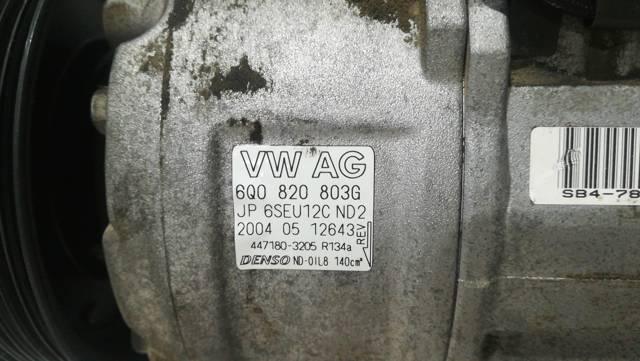 VW AG
6Q0 820 803G
JP 6SEU12C ND2
2004 05 12643
REV.
447180-3205 R134a
DENSO ND-OIL8 140cm³
SB4-78